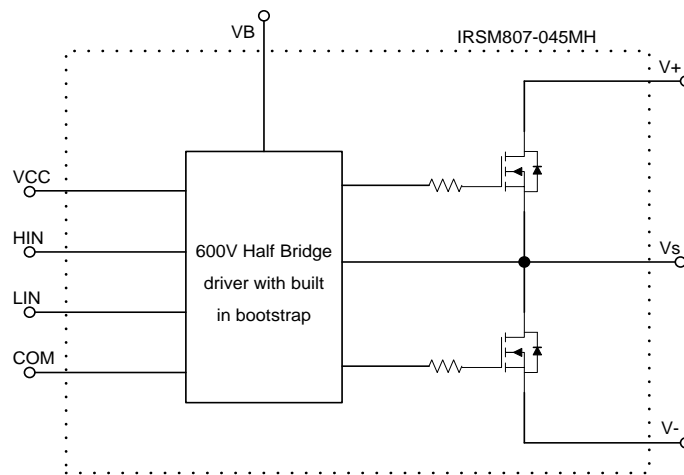 VB
IRSM807-045MH
V+
VCC
HIN
600V Half Bridge
driver with built
in bootstrap
Vs
LIN
COM
V-